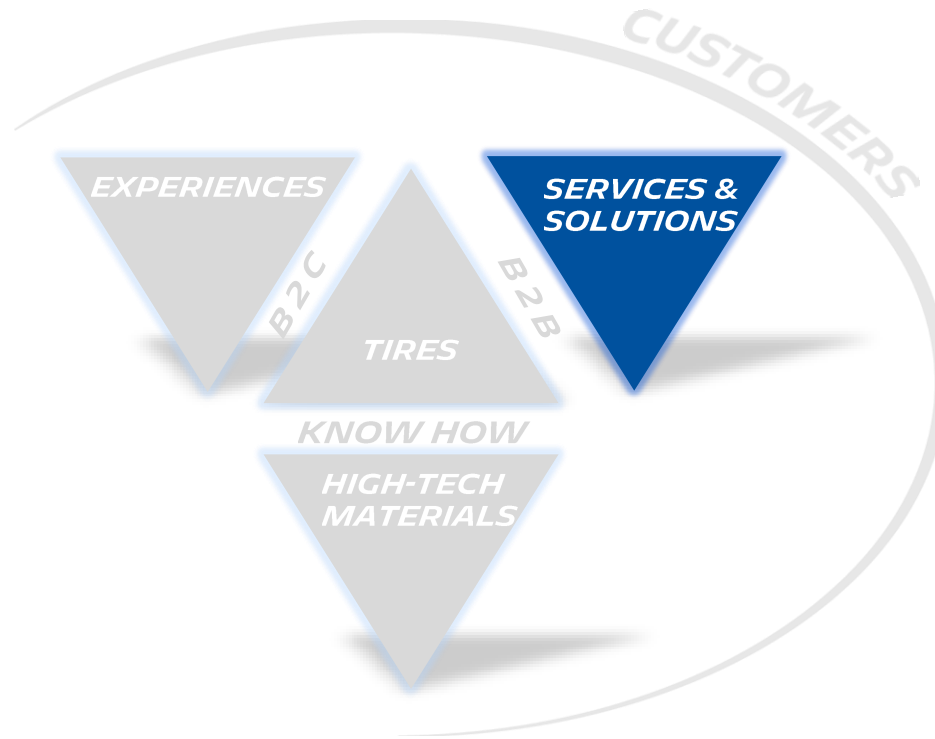 CUSTOMERS
EXPERIENCES
SERVICES &
SOLUTIONS
B2C
B2B
TIRES
KNOW HOW
HIGH-TECH
MATERIALS